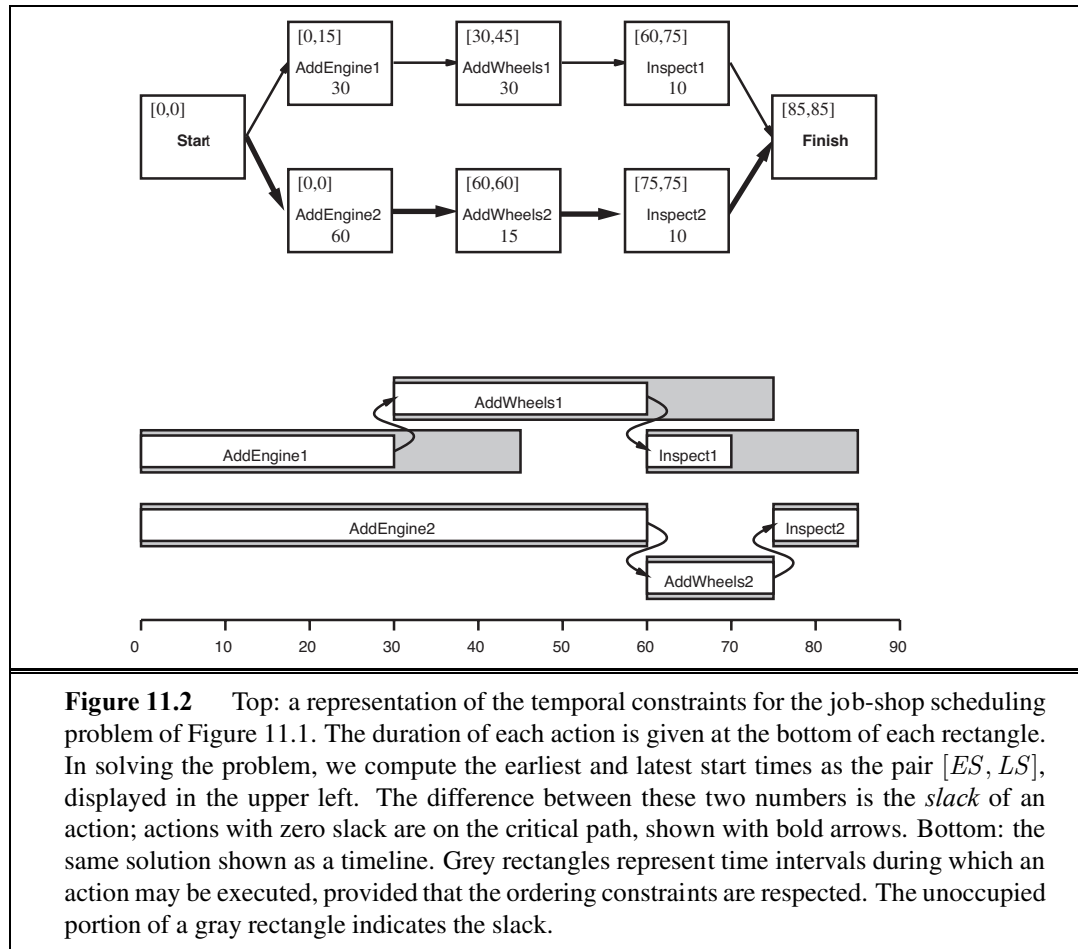 [0,15]
AddEngine1
30
[30,45]
AddWheels1
30
[60,75]
Inspect1
10
[0,0]
Start
[85,85]
Finish
[0,0]
AddEngine2
60
[60,60]
AddWheels2
15
[75,75]
Inspect2
10
AddWheels1
AddEngine1
Inspect1
AddEngine2
Inspect2
AddWheels2
0 10 20 30 40 50 60 70 80 90
Figure 11.2 Top: a representation of the temporal constraints for the job-shop scheduling
problem of Figure 11.1. The duration of each action is given at the bottom of each rectangle.
In solving the problem, we compute the earliest and latest start times as the pair [ES, LS],
displayed in the upper left. The difference between these two numbers is the slack of an
action; actions with zero slack are on the critical path, shown with bold arrows. Bottom: the
same solution shown as a timeline. Grey rectangles represent time intervals during which an
action may be executed, provided that the ordering constraints are respected. The unoccupied
portion of a gray rectangle indicates the slack.